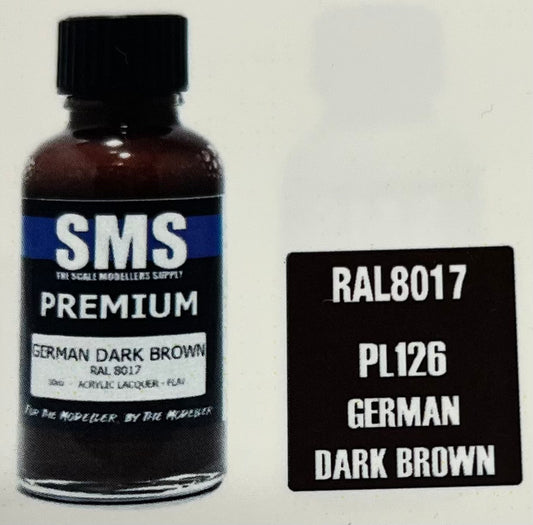 SMS
THE SCALE MODELLERS SUPPLY
PREMIUM
GERMAN DARK BROWN
RAL 8017
30ml - ACRYLIC LACQUER - FLAT
FOR THE MODELLER, BY THE MODELLER
RAL8017
PL126
GERMAN
DARK BROWN